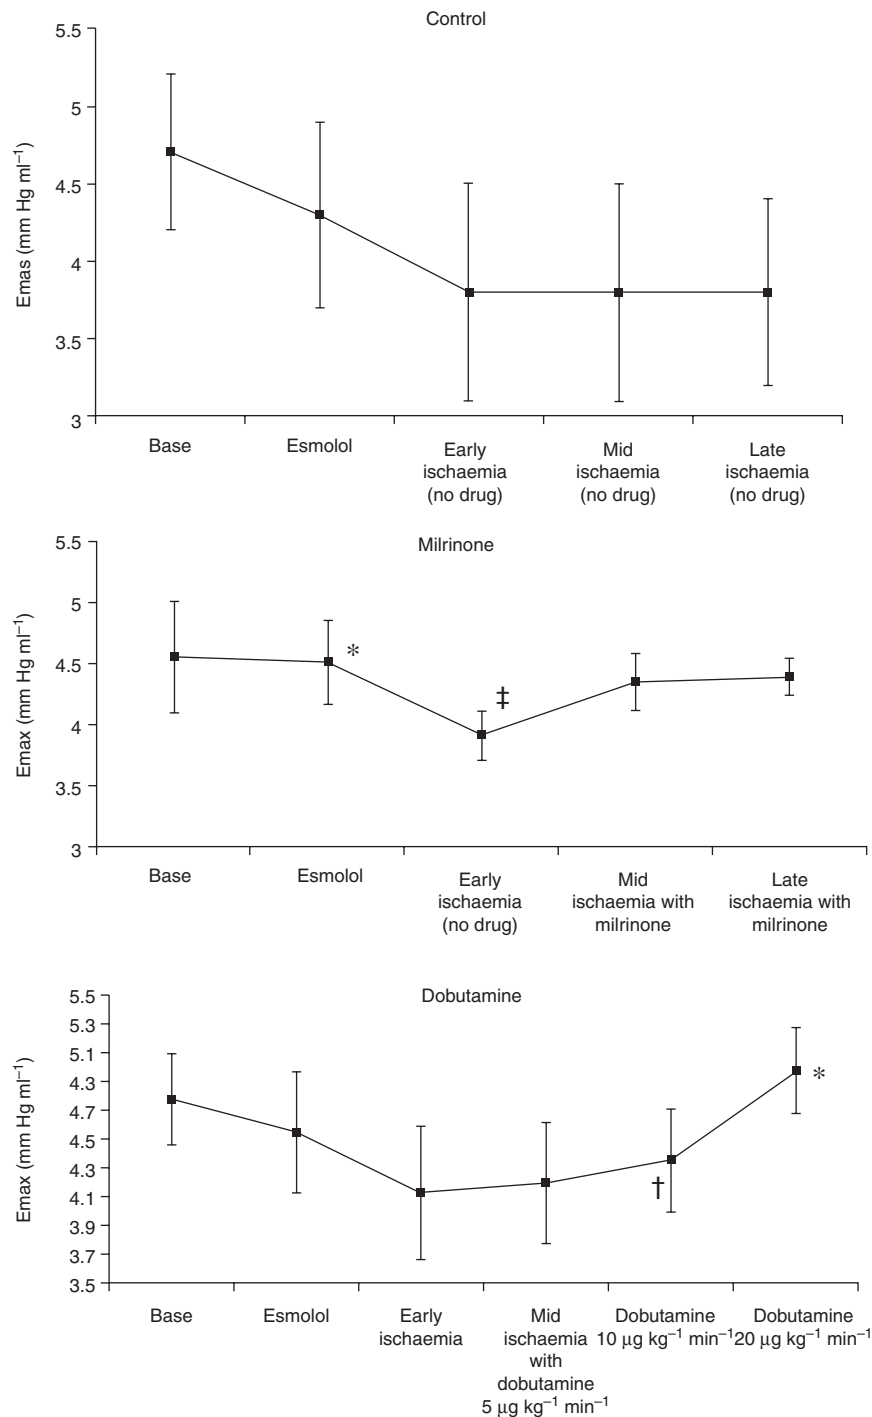 Control
5.5
5
4.5
4
3.5
3
Emas (mm Hg ml⁻¹)
Base
Esmolol
Early
ischaemia
(no drug)
Mid
ischaemia
(no drug)
Late
ischaemia
(no drug)
Milrinone
5.5
5
4.5
4
3.5
3
Emax (mm Hg ml⁻¹)
*
‡
Base
Esmolol
Early
ischaemia
(no drug)
Mid
ischaemia with
milrinone
Late
ischaemia with
milrinone
Dobutamine
5.5
5.3
5.1
4.3
4.7
4.5
4.3
4.1
3.9
3.7
3.5
Emax (mm Hg ml⁻¹)
†
*
Base
Esmolol
Early
ischaemia
Mid
ischaemia
with
dobutamine
5 μg kg⁻¹ min⁻¹
Dobutamine
10 μg kg⁻¹ min⁻¹
Dobutamine
20 μg kg⁻¹ min⁻¹